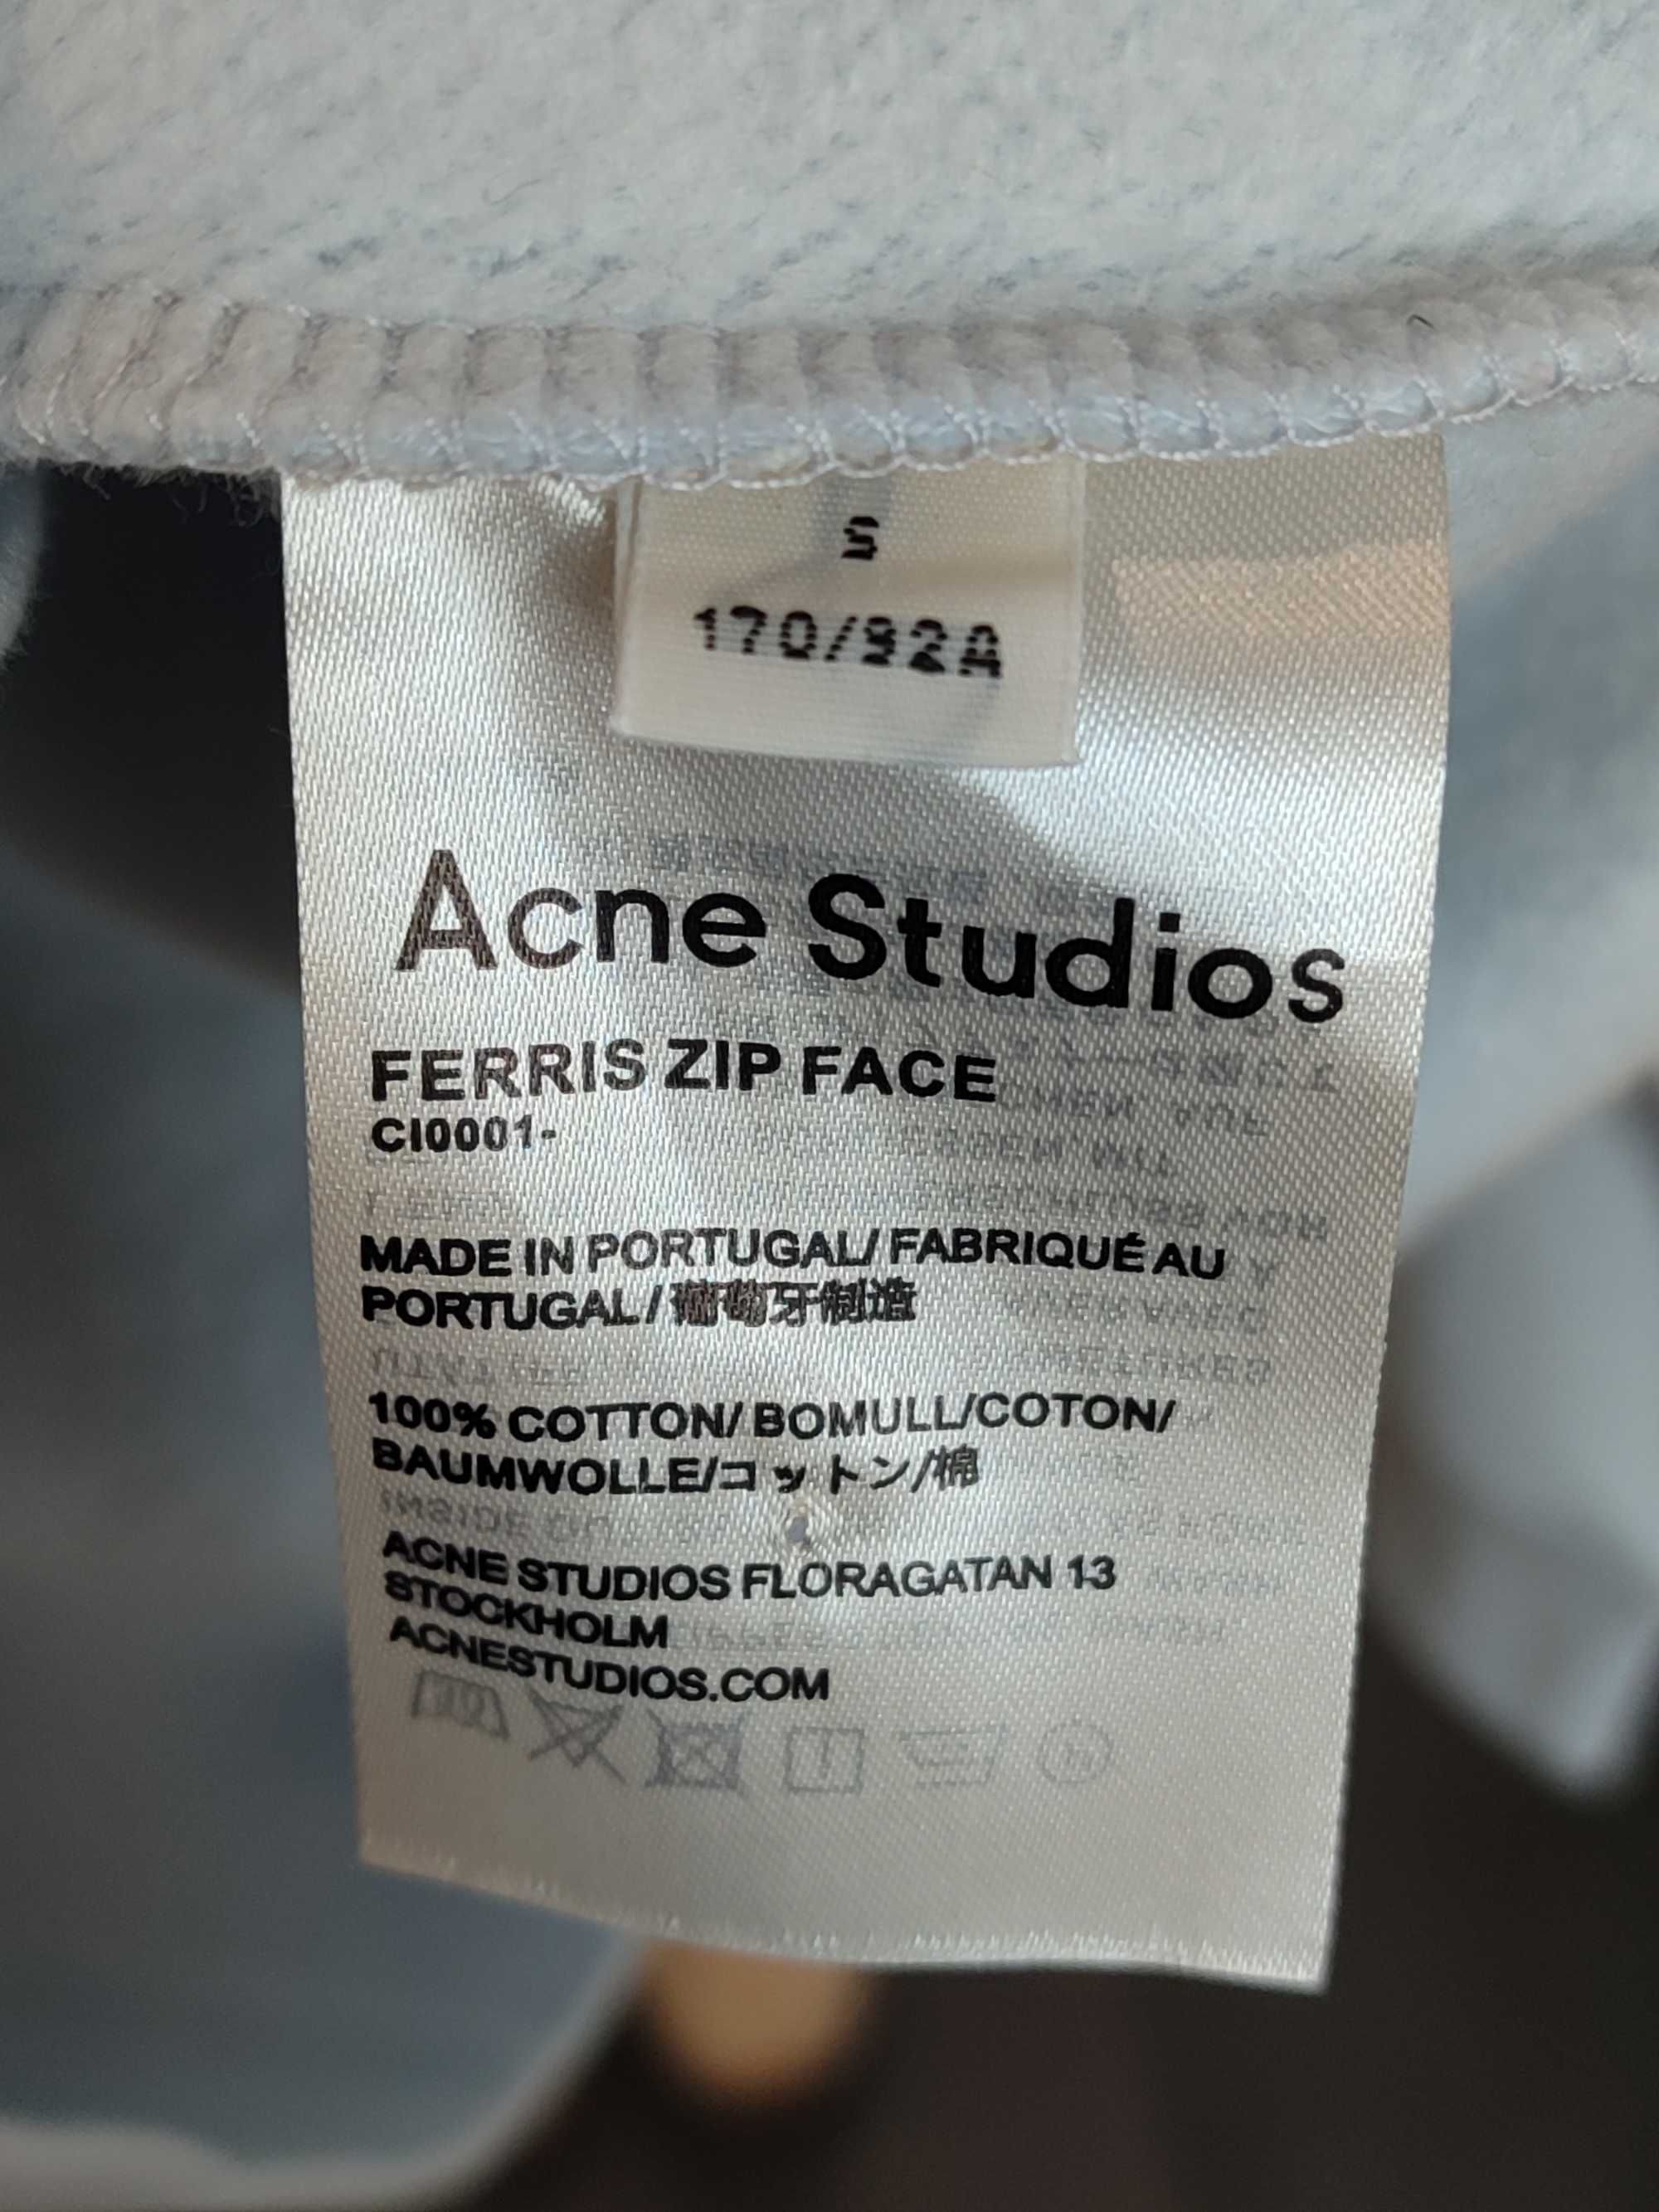 S
170/92A
Acne Studios
FERRIS ZIP FACE
CI0001-
MADE IN PORTUGAL/ FABRIQUÉ AU
PORTUGAL/葡萄牙制造
100% COTTON/ BOMULL/COTON/
BAUMWOLLE/コットン/棉
ACNE STUDIOS FLORAGATAN 13
STOCKHOLM
ACNESTUDIOS.COM